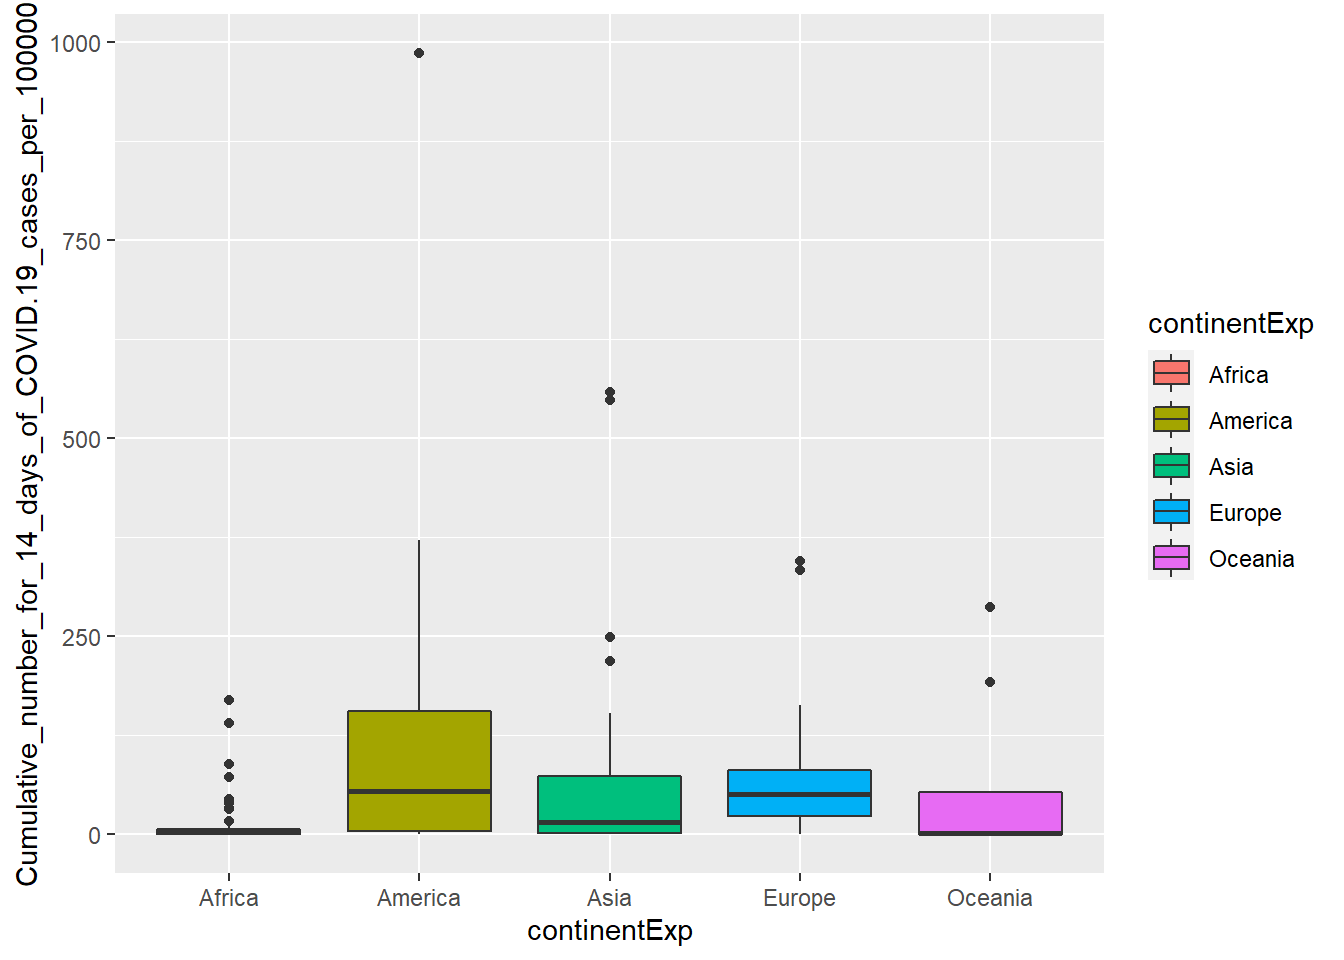 Cumulative_number_for_14_days_of_COVID.19_cases_per_100000
1000
750
500
250
0
Africa
America
Asia
Europe
Oceania
continentExp
continentExp
Africa
America
Asia
Europe
Oceania